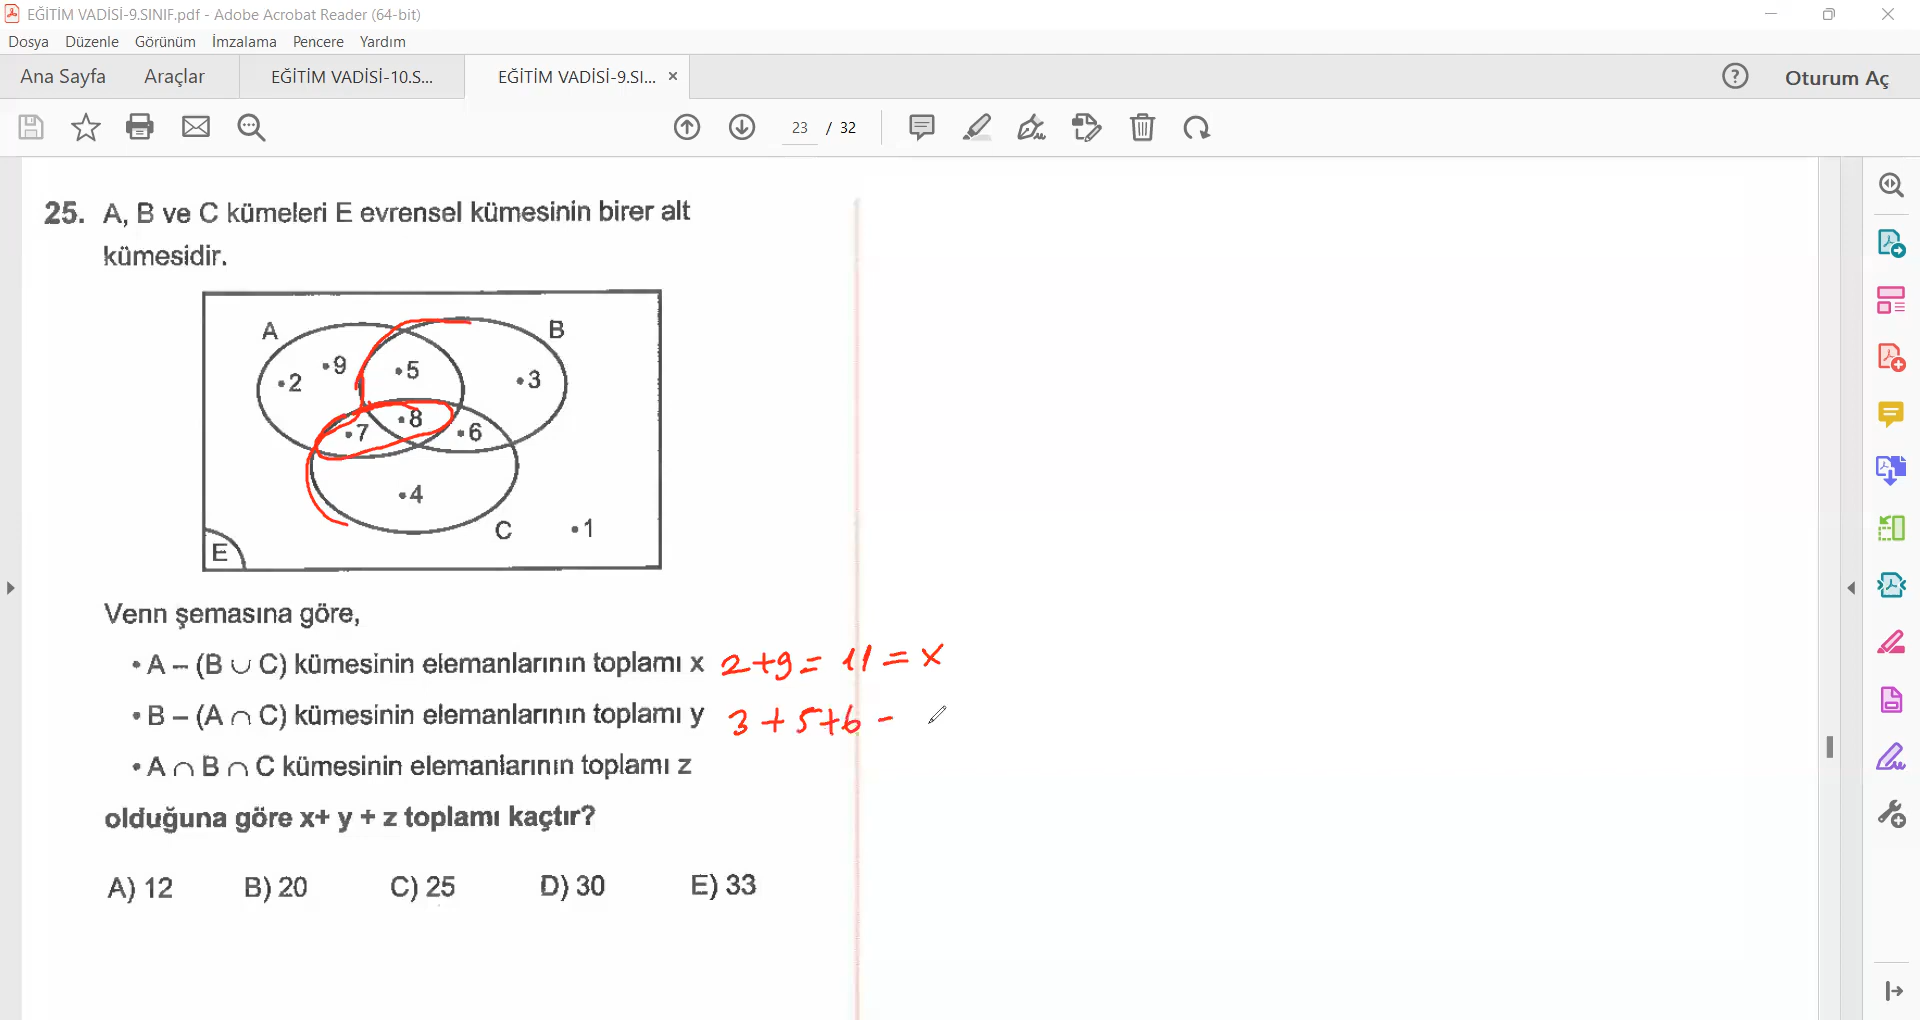 EĞİTİM VADİSİ-9.SINIF.pdf - Adobe Acrobat Reader (64-bit)
Dosya Düzenle Görünüm İmzalama Pencere Yardım
Ana Sayfa Araçlar EĞİTİM VADİSİ-10.S... EĞİTİM VADİSİ-9.SI... × ? Oturum Aç
23 / 32
25. A, B ve C kümeleri E evrensel kümesinin birer alt
kümesidir.
A B
•2 •9 •5 •3
•7 •8 •6
•4
C •1
E
Venn şemasına göre,
• A – (B ∪ C) kümesinin elemanlarının toplamı x 2+9= 11 = x
• B – (A ∩ C) kümesinin elemanlarının toplamı y 3 + 5+6 -
• A ∩ B ∩ C kümesinin elemanlarının toplamı z
olduğuna göre x+ y + z toplamı kaçtır?
A) 12 B) 20 C) 25 D) 30 E) 33